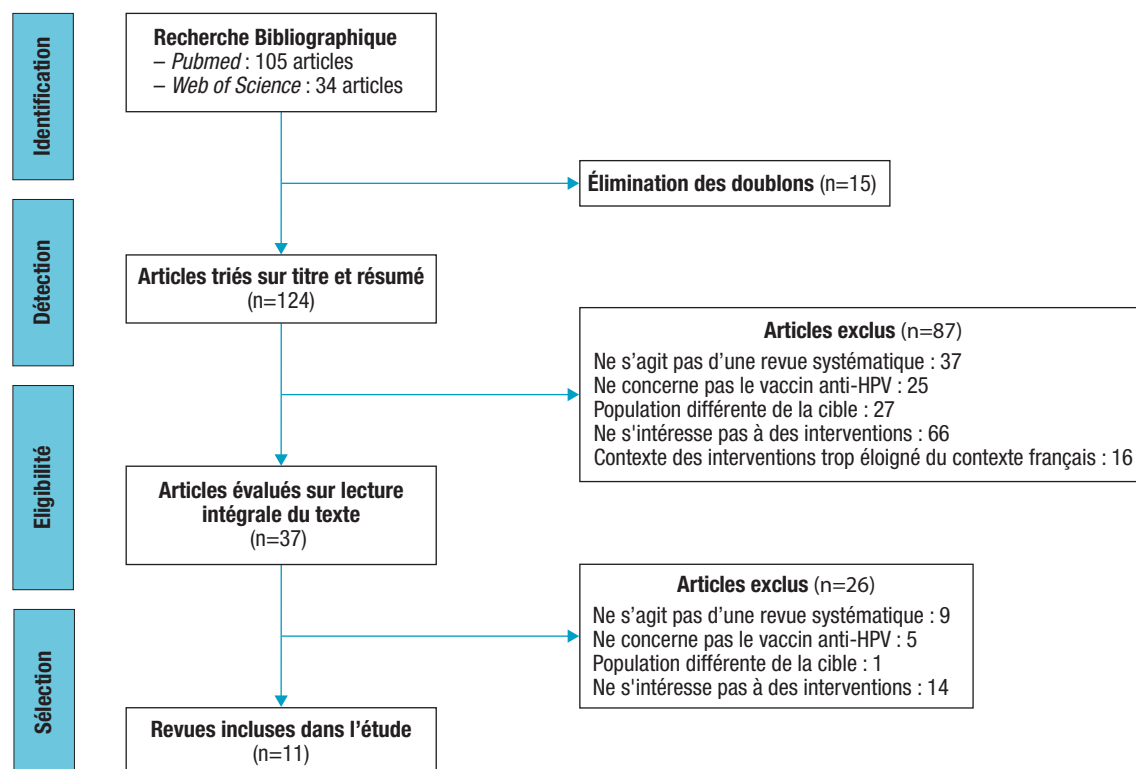 Identification
Recherche Bibliographique
– Pubmed : 105 articles
– Web of Science : 34 articles
Élimination des doublons (n=15)
Détection
Articles triés sur titre et résumé
(n=124)
Articles exclus (n=87)
Ne s’agit pas d’une revue systématique : 37
Ne concerne pas le vaccin anti-HPV : 25
Population différente de la cible : 27
Ne s'intéresse pas à des interventions : 66
Contexte des interventions trop éloigné du contexte français : 16
Eligibilité
Articles évalués sur lecture
intégrale du texte
(n=37)
Articles exclus (n=26)
Ne s’agit pas d’une revue systématique : 9
Ne concerne pas le vaccin anti-HPV : 5
Population différente de la cible : 1
Ne s'intéresse pas à des interventions : 14
Sélection
Revues incluses dans l’étude
(n=11)